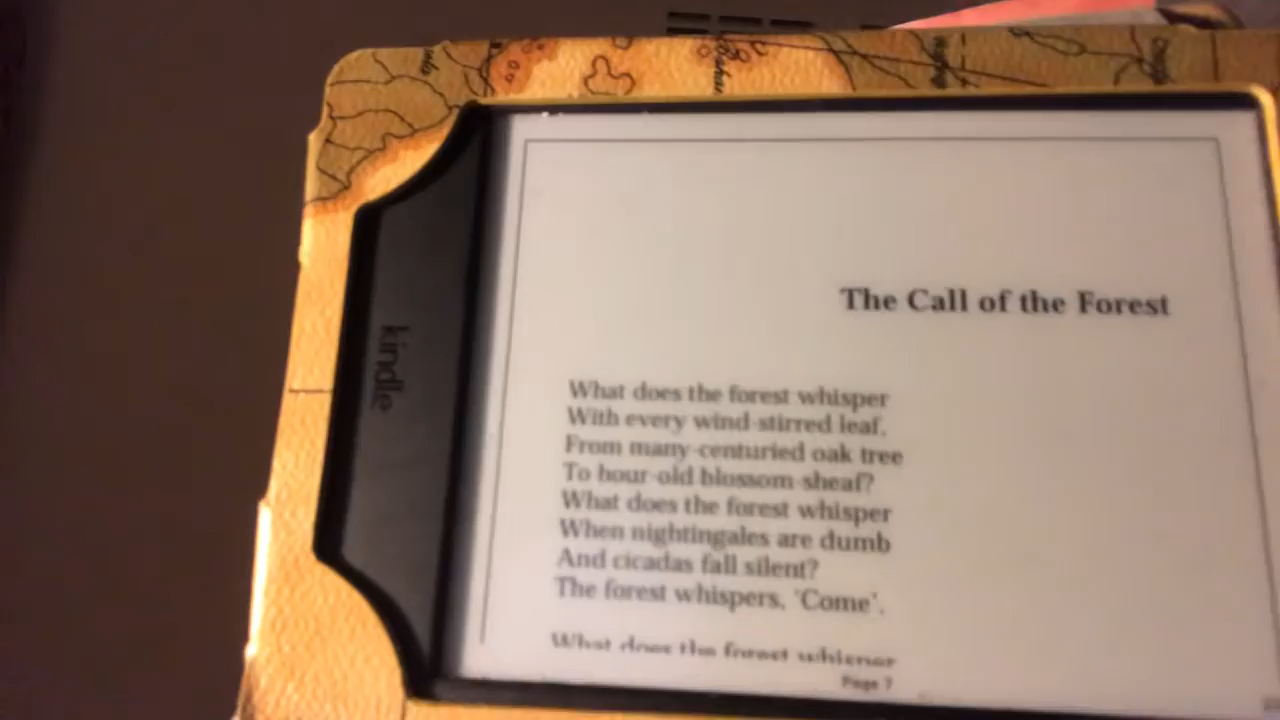 The Call of the Forest
What does the forest whisper
With every wind-stirred leaf,
From many-centuried oak tree
To hour-old blossom-sheaf?
What does the forest whisper
When nightingales are dumb
And cicadas fall silent?
The forest whispers, 'Come'.
What does the forest whisper
Page 7
kindle